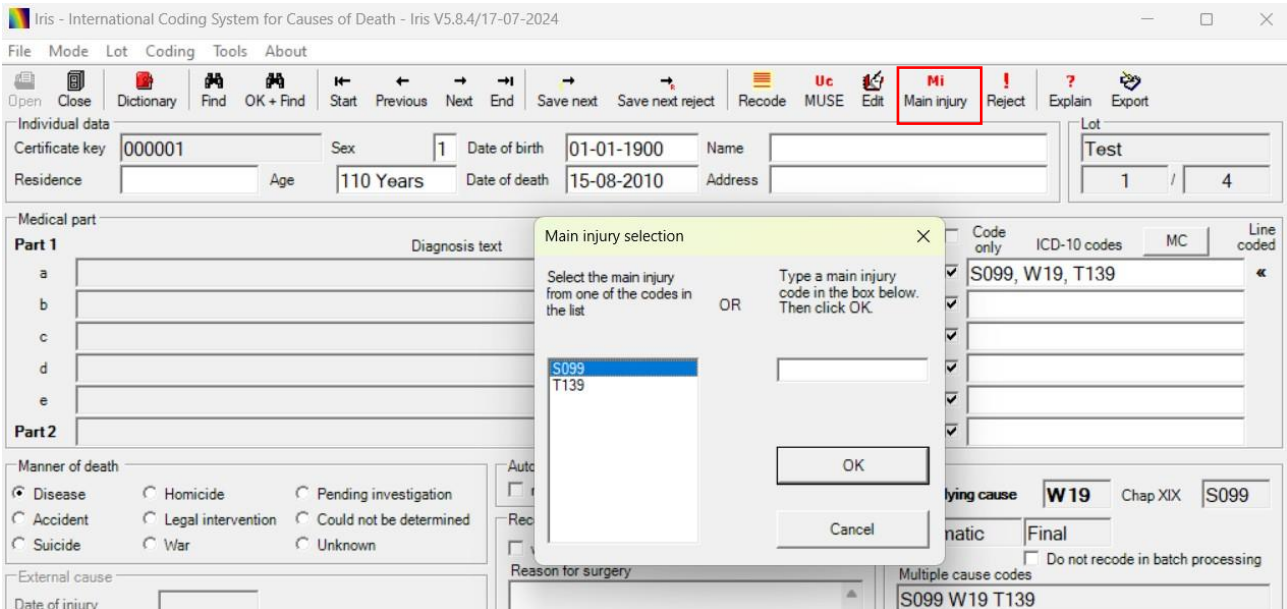 Iris - International Coding System for Causes of Death - Iris V5.8.4/17-07-2024
File Mode Lot Coding Tools About
Open Close Dictionary Find OK + Find Start Previous Next End Save next Save next reject Recode Uc MUSE Edit Mi Main injury ! Reject ? Explain Export
Individual data Lot
Certificate key 000001 Sex 1 Date of birth 01-01-1900 Name Test
Residence Age 110 Years Date of death 15-08-2010 Address 1 / 4
Medical part
Part 1 Diagnosis text Code only ICD-10 codes MC Line coded
a S099, W19, T139 «
b
c
d
e
Part 2
Main injury selection
Select the main injury
from one of the codes in
the list
OR
Type a main injury
code in the box below.
Then click OK.
S099
T139
OK
Cancel
Manner of death
Disease Homicide Pending investigation
Accident Legal intervention Could not be determined
Suicide War Unknown
Reason for surgery
lying cause W19 Chap XIX S099
matic Final
Do not recode in batch processing
Multiple cause codes
S099 W19 T139
External cause
Date of injury